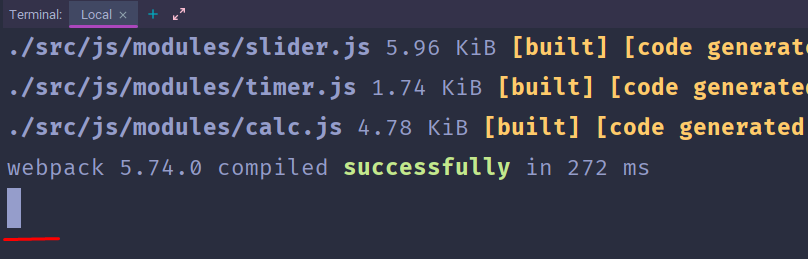 Terminal: Local × +
./src/js/modules/slider.js 5.96 KiB [built] [code generat
./src/js/modules/timer.js 1.74 KiB [built] [code generated
./src/js/modules/calc.js 4.78 KiB [built] [code generated
webpack 5.74.0 compiled successfully in 272 ms